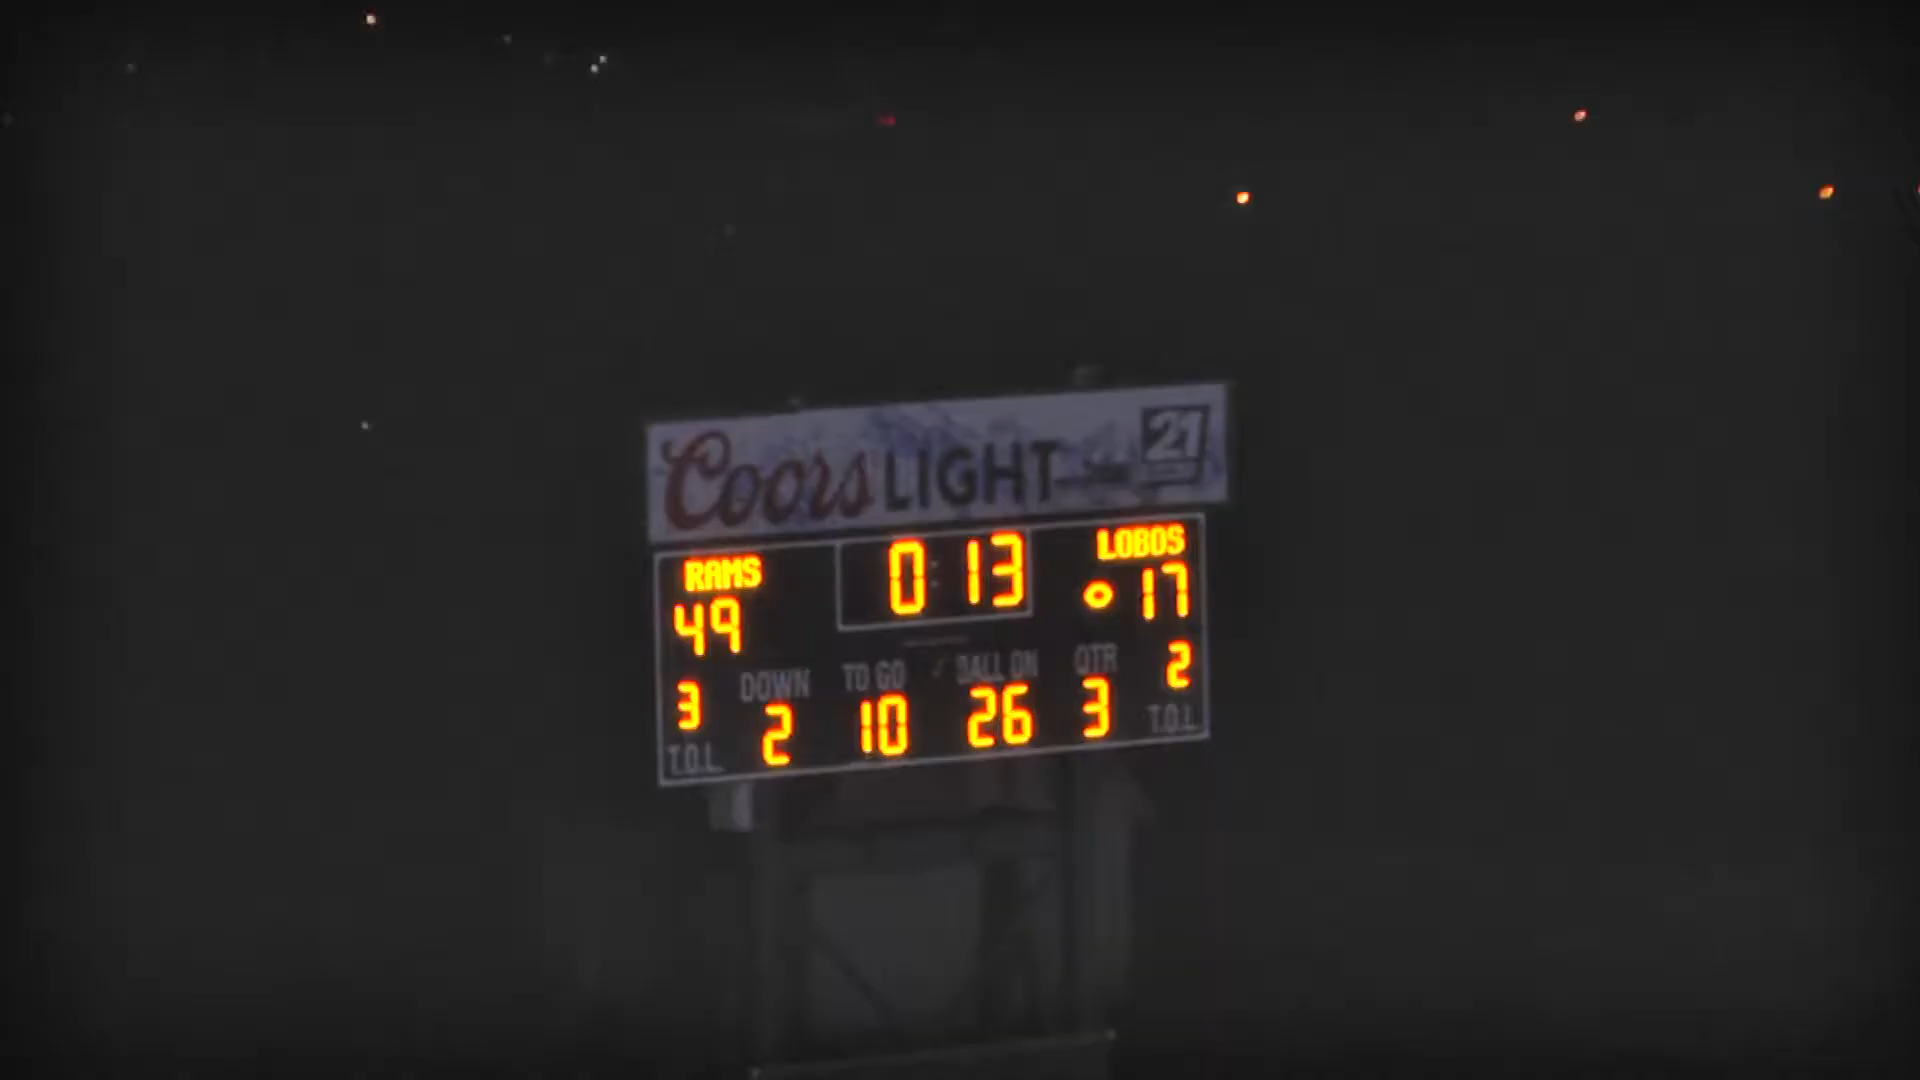 Coors LIGHT 21
RAMS 0:13 LOBOS
49 17
DOWN TO GO BALL ON QTR
3 2 10 26 3 2
T.O.L. T.O.L.